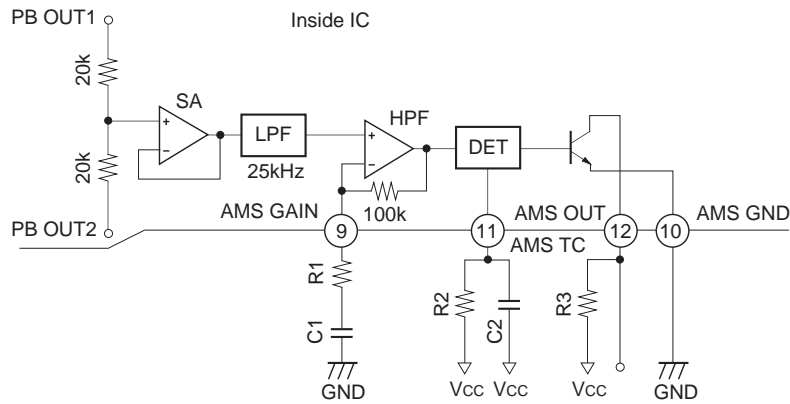 PB OUT1
Inside IC
20k
SA
HPF
LPF
DET
20k
25kHz
100k
AMS GAIN
AMS OUT
AMS GND
PB OUT2
9
11
12
10
AMS TC
R1
R2
C2
R3
C1
GND
VCC
VCC
VCC
GND
+
−
+
−